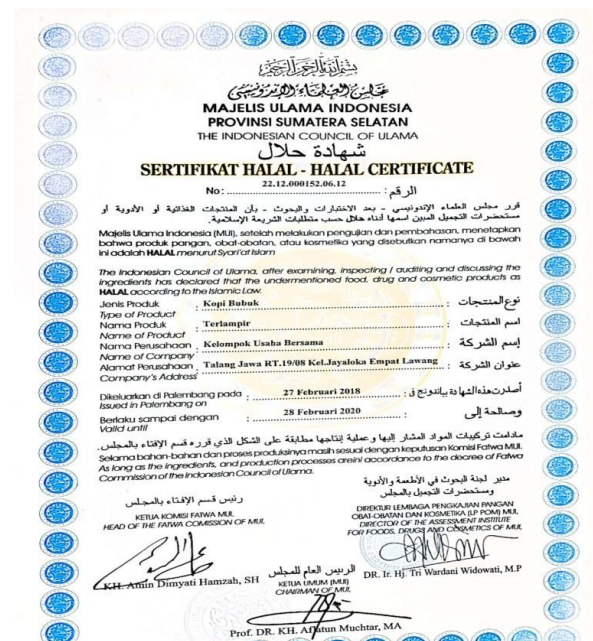 بسم الله الرحمن الرحيم
مجلس العلماء الإندونيسي
MAJELIS ULAMA INDONESIA
PROVINSI SUMATERA SELATAN
THE INDONESIAN COUNCIL OF ULAMA
شهادة حلال
SERTIFIKAT HALAL - HALAL CERTIFICATE
No: 22.12.000152.06.12 : الرقم
قرر مجلس العلماء الإندونيسي - بعد الاختبارات والبحوث - بأن المنتجات الغذائية أو الأدوية أو
مستحضرات التجميل المبين اسمها أدناه حلال حسب متطلبات الشريعة الإسلامية.
Majelis Ulama Indonesia (MUI), setelah melakukan pengujian dan pembahasan, menetapkan
bahwa produk pangan, obat-obatan, atau kosmetika yang disebutkan namanya di bawah
ini adalah HALAL menurut Syari'at Islam
The Indonesian Council of Ulama, after examining, inspecting / auditing and discussing the
ingredients has declared that the undermentioned food, drug and cosmetic products as
HALAL according to the Islamic Law.
Jenis Produk : Kopi Bubuk : نوع المنتجات
Type of Product
Nama Produk : Terlampir : اسم المنتجات
Name of Product
Nama Perusahaan : Kelompok Usaha Bersama : إسم الشركة
Name of Company
Alamat Perusahaan : Talang Jawa RT.19/08 Kel.Jayaloka Empat Lawang : عنوان الشركة
Company's Address
Dikeluarkan di Palembang pada : 27 Februari 2018 : أصدرت هذه الشهادة بباندونج في
Issued in Palembang on
Berlaku sampai dengan : 28 Februari 2020 : وصالحة إلى
Valid until
مادامت تركيبات المواد المشار إليها وعملية إنتاجها مطابقة على الشكل الذي قرره قسم الإفتاء بالمجلس.
Selama bahan-bahan dan proses produksinya masih sesuai dengan keputusan Komisi Fatwa MUI.
As long as the ingredients, and production processes areini accordance to the decree of Fatwa
Commission of the indonesian Council of Ulama.
رئيس قسم الإفتاء بالمجلس
KETUA KOMISI FATWA MUI,
HEAD OF THE FATWA COMISSION OF MUI,
KH. Amin Dimyati Hamzah, SH
مدير لجنة البحوث في الأطعمة والأدوية
ومستحضرات التجميل بالمجلس
DIREKTUR LEMBAGA PENGKAJIAN PANGAN
OBAT-OBATAN DAN KOSMETIKA (LP POM) MUI,
DIRECTOR OF THE ASSESSMENT INSTITUTE
FOR FOODS, DRUGS AND COSMETICS OF MUI,
DR. Ir. Hj. Tri Wardani Widowati, M.P
الرييس العام للمجلس
KETUA UMUM (MUI)
CHAIRMAN OF MUI,
Prof. DR. KH. Aflatun Muchtar, MA